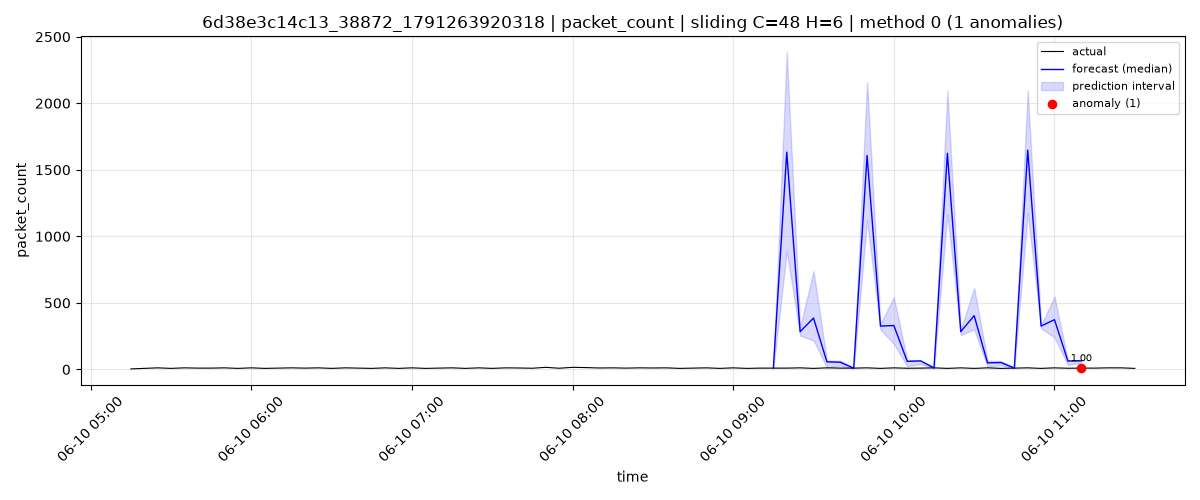 6d38e3c14c13_38872_1791263920318 | packet_count | sliding C=48 H=6 | method 0 (1 anomalies)
packet_count
2500
2000
1500
1000
500
0
actual
forecast (median)
prediction interval
anomaly (1)
1.00
06-10 05:00
06-10 06:00
06-10 07:00
06-10 08:00
06-10 09:00
06-10 10:00
06-10 11:00
time